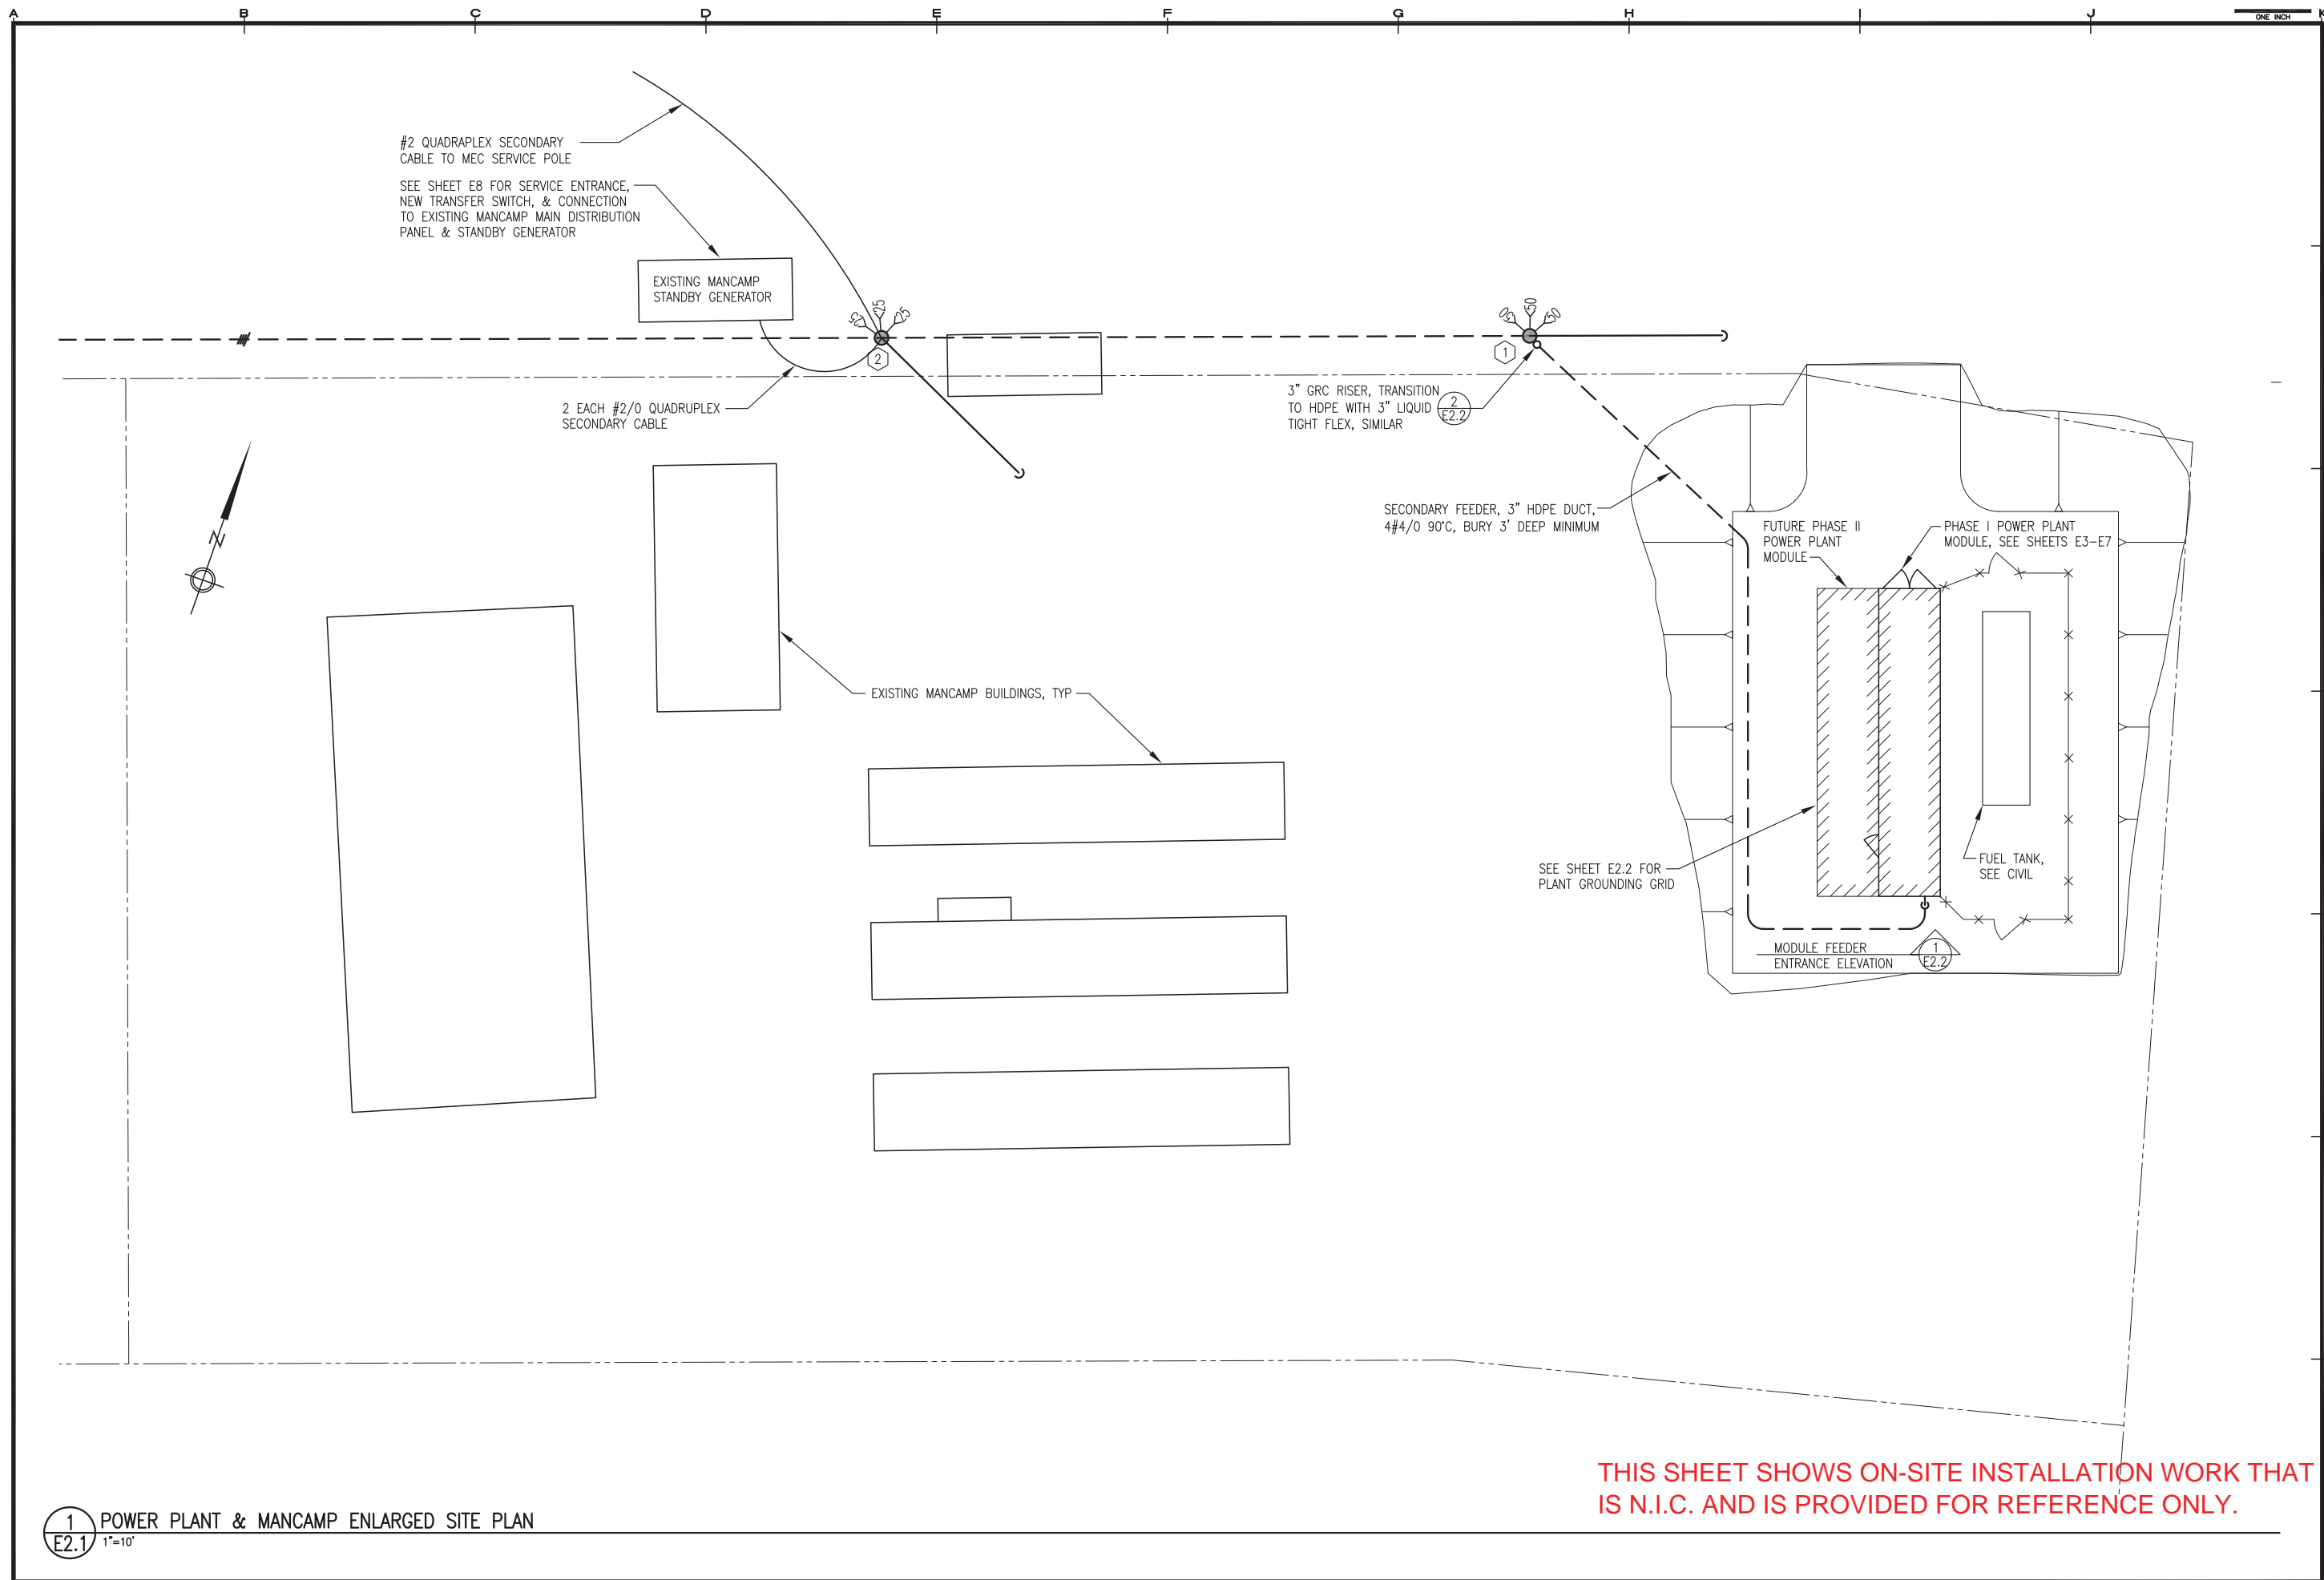 A B C D E F G H I J K
ONE INCH
#2 QUADRAPLEX SECONDARY
CABLE TO MEC SERVICE POLE
SEE SHEET E8 FOR SERVICE ENTRANCE,
NEW TRANSFER SWITCH, & CONNECTION
TO EXISTING MANCAMP MAIN DISTRIBUTION
PANEL & STANDBY GENERATOR
EXISTING MANCAMP
STANDBY GENERATOR
25 25 25
2
50 50 50
1
2 EACH #2/0 QUADRUPLEX
SECONDARY CABLE
3" GRC RISER, TRANSITION
TO HDPE WITH 3" LIQUID
TIGHT FLEX, SIMILAR
2
E2.2
N
SECONDARY FEEDER, 3" HDPE DUCT,
4#4/0 90°C, BURY 3' DEEP MINIMUM
FUTURE PHASE II
POWER PLANT
MODULE
PHASE I POWER PLANT
MODULE, SEE SHEETS E3-E7
EXISTING MANCAMP BUILDINGS, TYP
SEE SHEET E2.2 FOR
PLANT GROUNDING GRID
FUEL TANK,
SEE CIVIL
MODULE FEEDER
ENTRANCE ELEVATION
1
E2.2
THIS SHEET SHOWS ON-SITE INSTALLATION WORK THAT
IS N.I.C. AND IS PROVIDED FOR REFERENCE ONLY.
1
E2.1
POWER PLANT & MANCAMP ENLARGED SITE PLAN
1"=10'